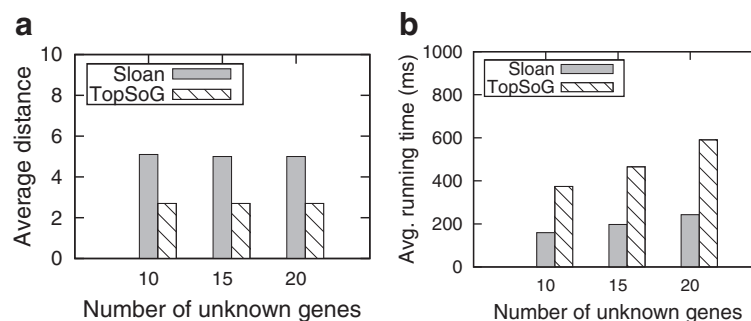 a
10
8
6
4
2
0
Average distance
Sloan
TopSoG
10 15 20
Number of unknown genes
b
1000
800
600
400
200
0
Avg. running time (ms)
Sloan
TopSoG
10 15 20
Number of unknown genes